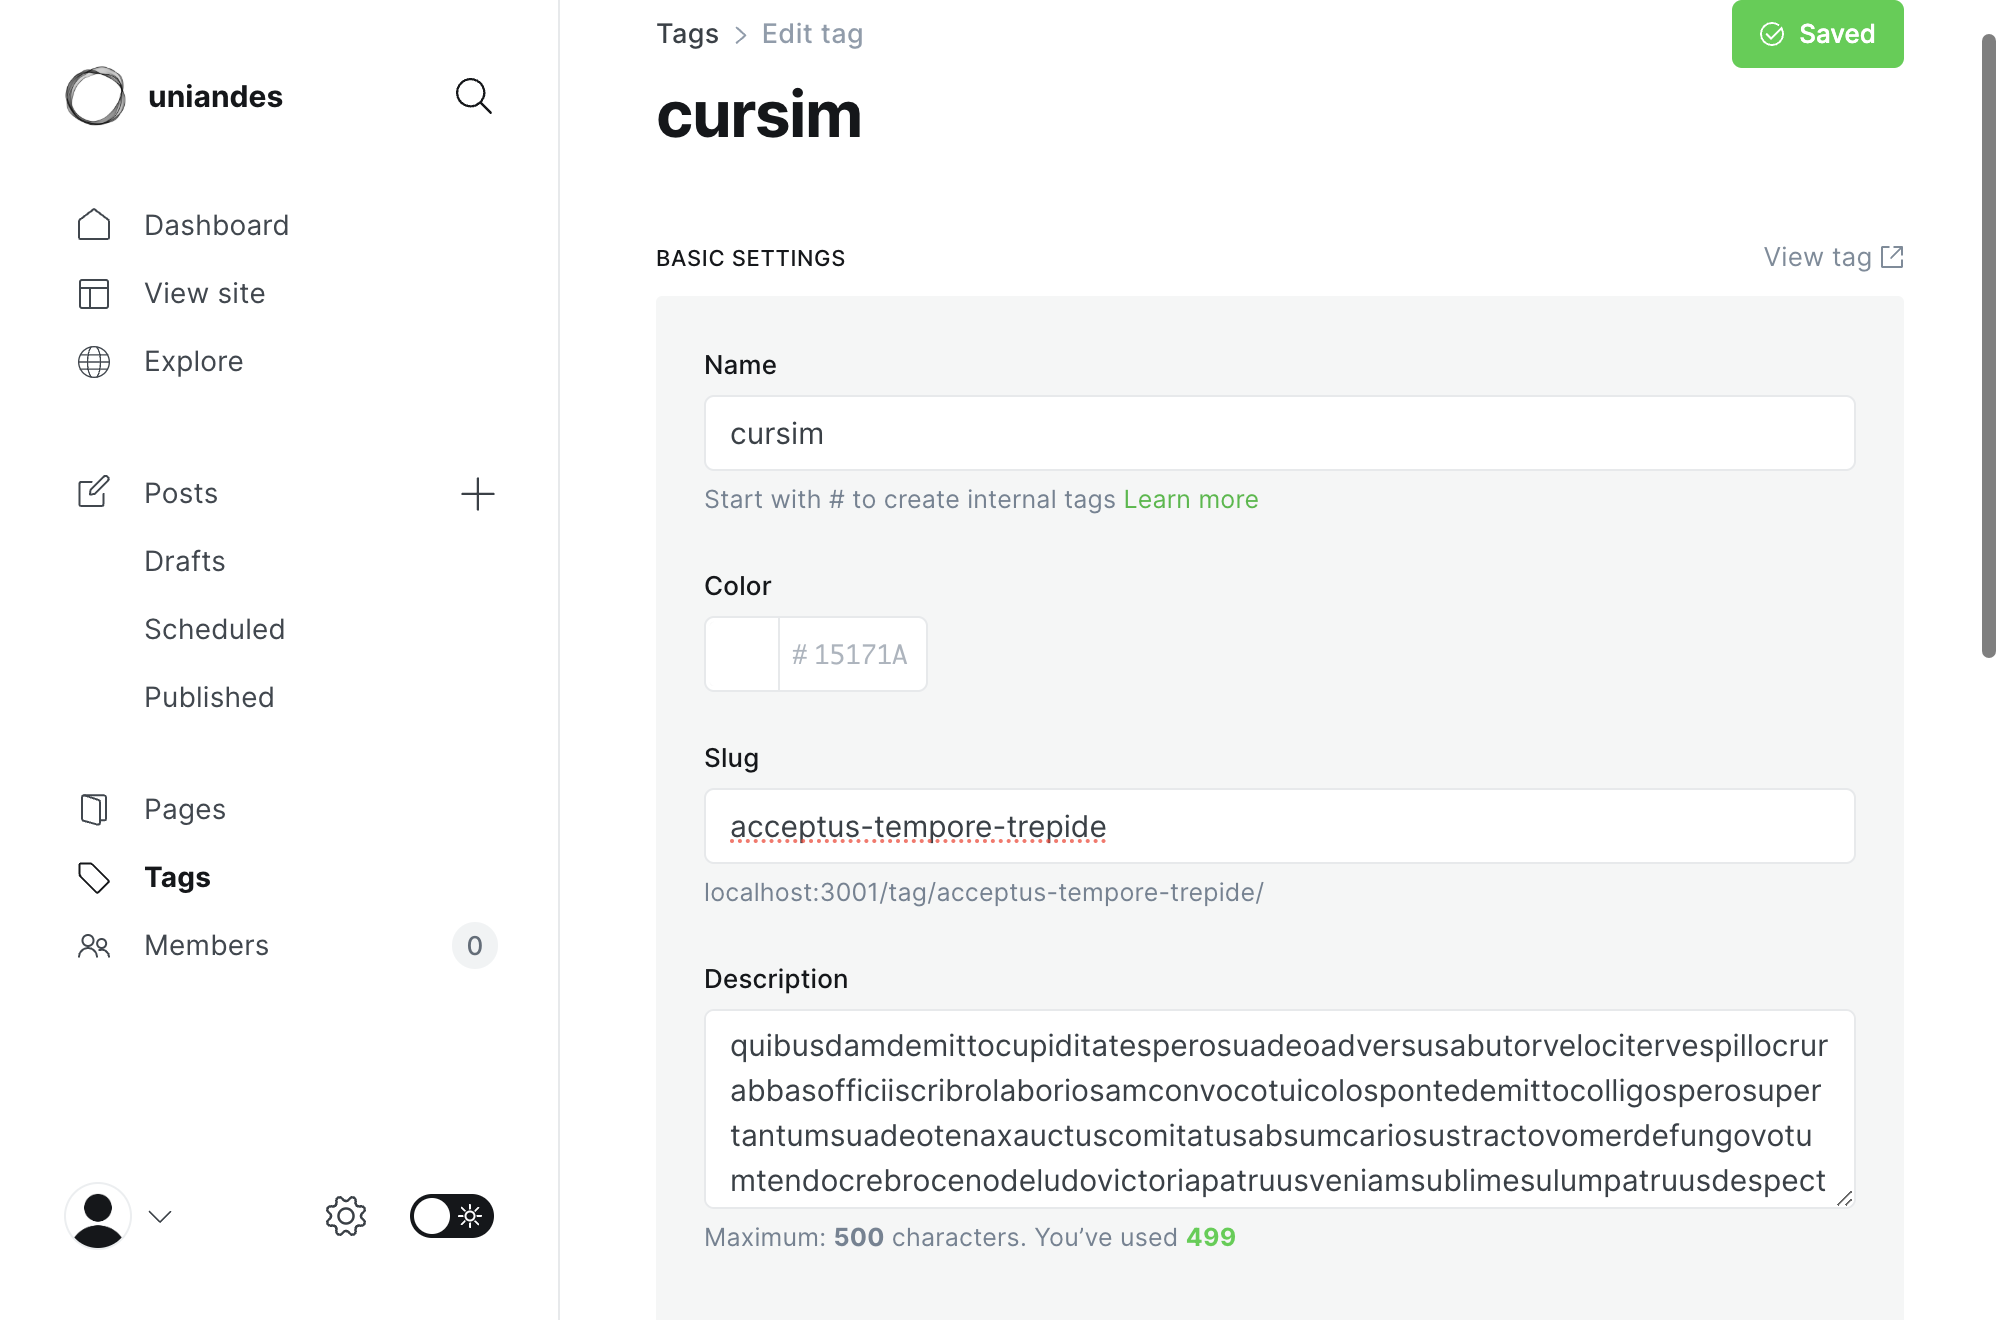 uniandes
Dashboard
View site
Explore
Posts
Drafts
Scheduled
Published
Pages
Tags
Members
0
Tags > Edit tag
Saved
cursim
BASIC SETTINGS
View tag
Name
cursim
Start with # to create internal tags Learn more
Color
# 15171A
Slug
acceptus-tempore-trepide
localhost:3001/tag/acceptus-tempore-trepide/
Description
quibusdamdemittocupiditatesperosuadeoadversusabutorvelocitervespillocrur
abbasofficiiscribrolaboriosamconvocotuicolospontedemittocolligosperosuper
tantumsuadeotenaxauctuscomitatusabsumcariosustractovomerdefungovotu
mtendocrebrocenodeludovictoriapatruusveniamsublimesulumpatruusdespect
Maximum: 500 characters. You’ve used 499